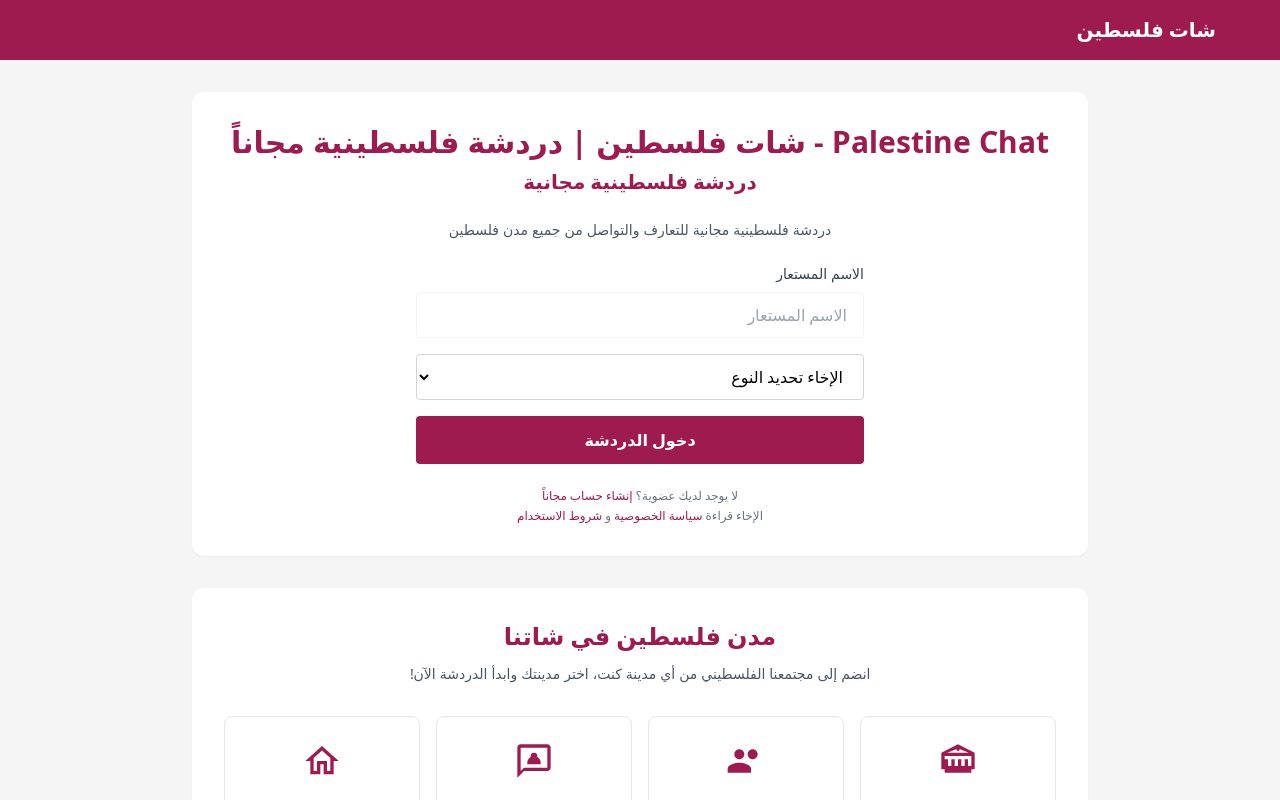 شات فلسطين
Palestine Chat - شات فلسطين | دردشة فلسطينية مجاناً
دردشة فلسطينية مجانية
دردشة فلسطينية مجانية للتعارف والتواصل من جميع مدن فلسطين
الاسم المستعار
الاسم المستعار
الإخاء تحديد النوع
دخول الدردشة
لا يوجد لديك عضوية؟ إنشاء حساب مجاناً
الإخاء قراءة سياسة الخصوصية و شروط الاستخدام
مدن فلسطين في شاتنا
انضم إلى مجتمعنا الفلسطيني من أي مدينة كنت، اختر مدينتك وابدأ الدردشة الآن!